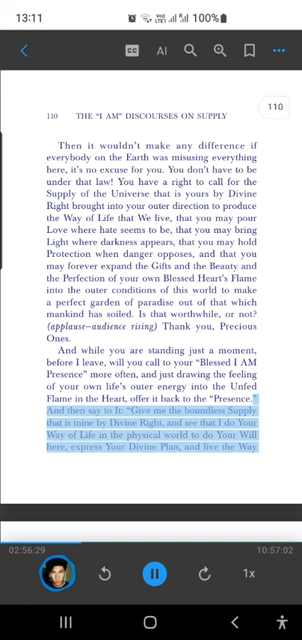 13:11
100%
CC
AI
110
110 THE “I AM” DISCOURSES ON SUPPLY
Then it wouldn’t make any difference if
everybody on the Earth was misusing everything
here, it’s no excuse for you. You don’t have to be
under that law! You have a right to call for the
Supply of the Universe that is yours by Divine
Right brought into your outer direction to produce
the Way of Life that We live, that you may pour
Love where hate seems to be, that you may bring
Light where darkness appears, that you may hold
Protection when danger opposes, and that you
may forever expand the Gifts and the Beauty and
the Perfection of your own Blessed Heart’s Flame
into the outer conditions of this world to make
a perfect garden of paradise out of that which
mankind has soiled. Is that worthwhile, or not?
(applause–audience rising) Thank you, Precious
Ones.
And while you are standing just a moment,
before I leave, will you call to your “Blessed I AM
Presence” more often, and just drawing the feeling
of your own life’s outer energy into the Unfed
Flame in the Heart, offer it back to the “Presence.”
And then say to It: “Give me the boundless Supply
that is mine by Divine Right, and see that I do Your
Way of Life in the physical world to do Your Will
here, express Your Divine Plan, and live the Way
02:56:29
10:57:02
1x